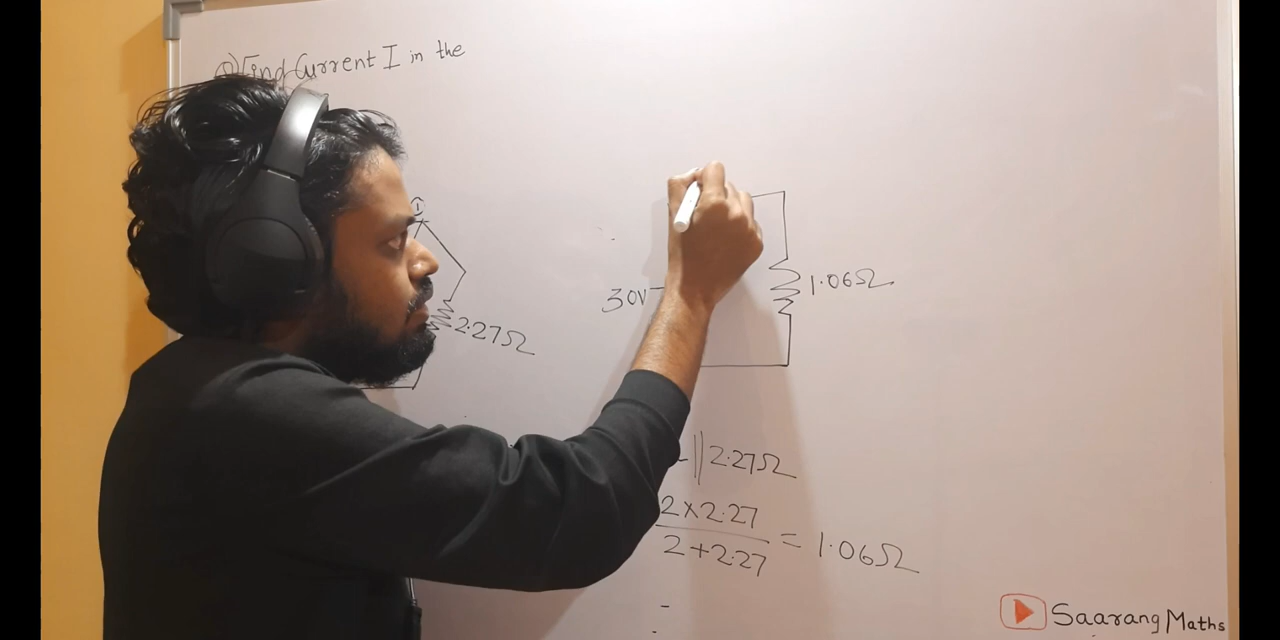 Q) Find Current I in the
1
2.27Ω
30V
1.06Ω
|| 2.27Ω
2 × 2.27
2 + 2.27
= 1.06Ω
Saarang Maths